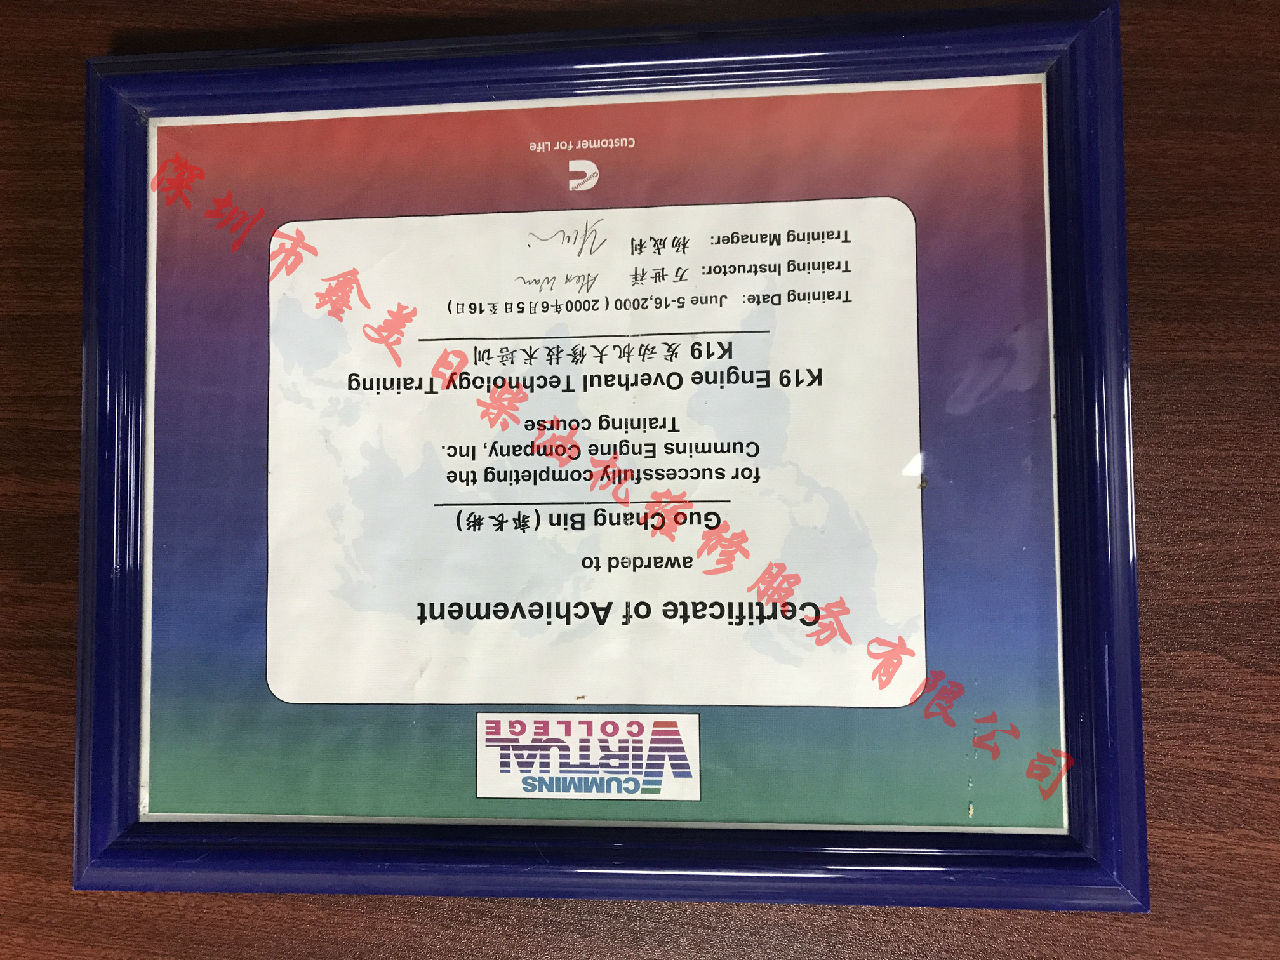 CUMMINS
VIRTUAL
COLLEGE
Certificate of Achievement
awarded to
Guo Chang Bin (郭长彬)
for successfully completing the
Cummins Engine Company, Inc.
Training course
K19 Engine Overhaul Technology Training
K19 发动机大修技术培训
Training Date: June 5-16,2000 ( 2000年6月5日至16日 )
Training Instructor: 万世祥 Alex Wan
Training Manager: 杨成利
Cummins
Customer for Life
深圳市鑫美日柴油机维修服务有限公司